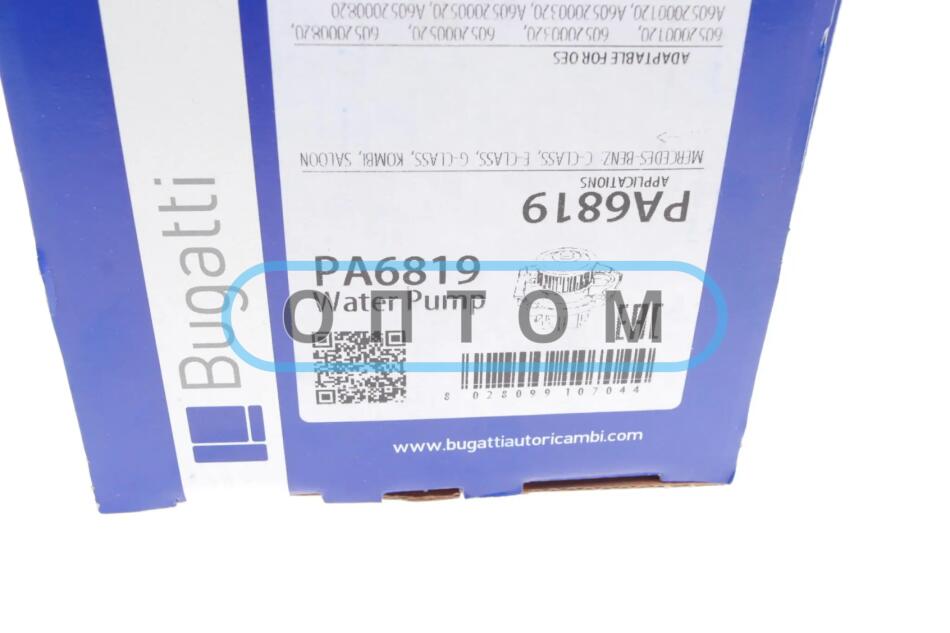 A6052000120, A6052000320, A6052000520, A6052000820
6052000120, 6052000320, 6052000520, 6052000820,
ADAPTABLE FOR OES
MERCEDES-BENZ C-CLASS, E-CLASS, G-CLASS, KOMBI, SALOON
APPLICATIONS
PA6819
Bugatti
PA6819
Water Pump
ОПТОМ
8 028099 107044
www.bugattiautoricambi.com